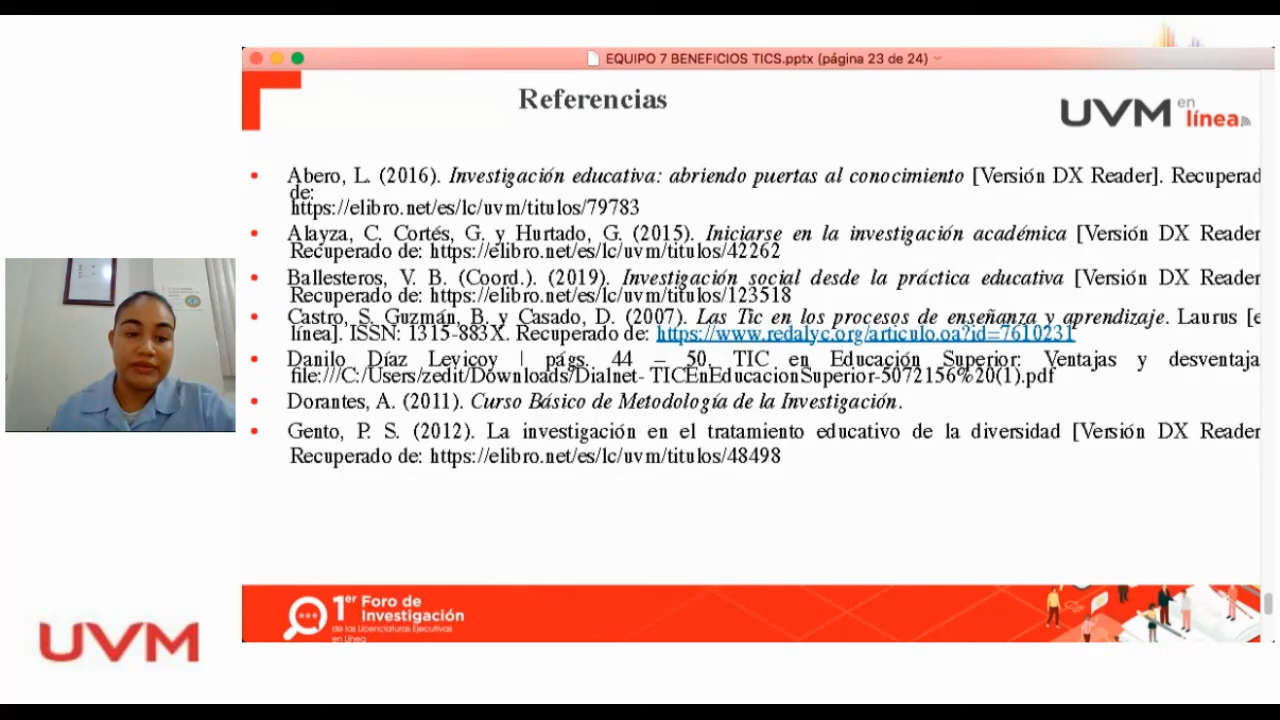 EQUIPO 7 BENEFICIOS TICS.pptx (página 23 de 24)
Referencias
UVM en línea
Abero, L. (2016). Investigación educativa: abriendo puertas al conocimiento [Versión DX Reader]. Recuperad
de:
https://elibro.net/es/lc/uvm/titulos/79783
Alayza, C. Cortés, G. y Hurtado, G. (2015). Iniciarse en la investigación académica [Versión DX Reader
Recuperado de: https://elibro.net/es/lc/uvm/titulos/42262
Ballesteros, V. B. (Coord.). (2019). Investigación social desde la práctica educativa [Versión DX Reader
Recuperado de: https://elibro.net/es/lc/uvm/titulos/123518
Castro, S. Guzmán, B. y Casado, D. (2007). Las Tic en los procesos de enseñanza y aprendizaje. Laurus [e
línea]. ISSN: 1315-883X. Recuperado de: https://www.redalyc.org/articulo.oa?id=7610231
Danilo Díaz Levicoy | págs. 44 – 50. TIC en Educación Superior: Ventajas y desventaja
file:///C:/Users/zedit/Downloads/Dialnet- TICEnEducacionSuperior-5072156%20(1).pdf
Dorantes, A. (2011). Curso Básico de Metodología de la Investigación.
Gento, P. S. (2012). La investigación en el tratamiento educativo de la diversidad [Versión DX Reader
Recuperado de: https://elibro.net/es/lc/uvm/titulos/48498
1er Foro de
Investigación
de las Licenciaturas Ejecutivas
en Línea
UVM